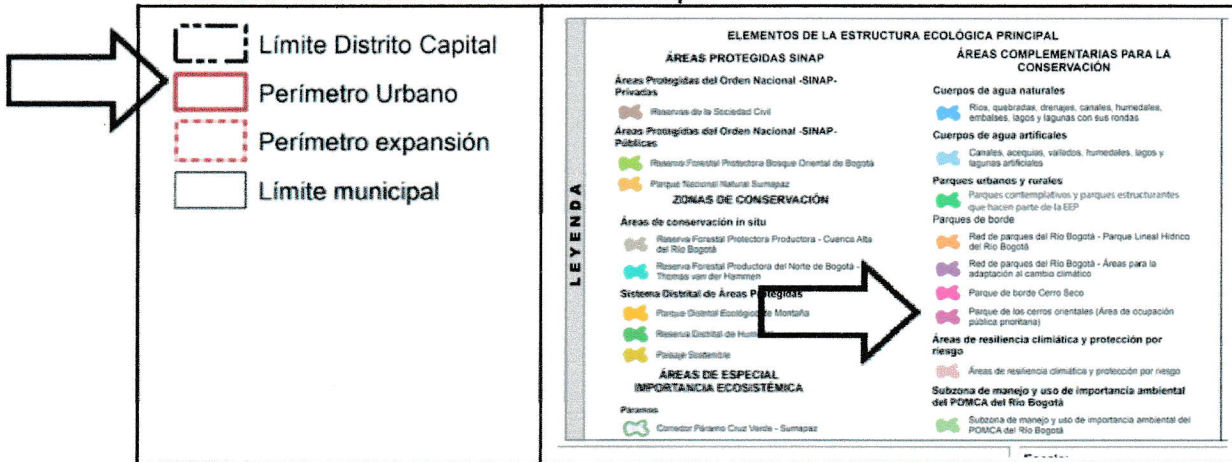 Límite Distrito Capital
Perímetro Urbano
Perímetro expansión
Límite municipal
LEYENDA
ELEMENTOS DE LA ESTRUCTURA ECOLÓGICA PRINCIPAL
ÁREAS PROTEGIDAS SINAP
Áreas Protegidas del Orden Nacional -SINAP-
Privadas
Reservas de la Sociedad Civil
Áreas Protegidas del Orden Nacional -SINAP-
Públicas
Reserva Forestal Protectora Bosque Oriental de Bogotá
Parque Nacional Natural Sumapaz
ZONAS DE CONSERVACIÓN
Áreas de conservación in situ
Reserva Forestal Protectora Productora - Cuenca Alta
del Río Bogotá
Reserva Forestal Productora del Norte de Bogotá -
Thomas van der Hammen
Sistema Distrital de Áreas Protegidas
Parque Distrital Ecológico de Montaña
Reserva Distrital de
Paisaje Sostenible
ÁREAS DE ESPECIAL
IMPORTANCIA ECOSISTÉMICA
Páramos
Corredor Páramo Cruz Verde - Sumapaz
ÁREAS COMPLEMENTARIAS PARA LA
CONSERVACIÓN
Cuerpos de agua naturales
Ríos, quebradas, drenajes, canales, humedales,
embalses, lagos y lagunas con sus rondas
Cuerpos de agua artificales
Canales, acequias, vallados, humedales, lagos y
lagunas artificiales
Parques urbanos y rurales
Parques contemplativos y parques estructurantes
que hacen parte de la EEP
Parques de borde
Red de parques del Río Bogotá - Parque Lineal Hídrico
del Río Bogotá
Red de parques del Río Bogotá - Áreas para la
adaptación al cambio climático
Parque de borde Cerro Seco
Parque de los cerros orientales (Área de ocupación
pública prioritaria)
Áreas de resiliencia climática y protección por
riesgo
Áreas de resiliencia climática y protección por riesgo
Subzona de manejo y uso de importancia ambiental
del POMCA del Río Bogotá
Subzona de manejo y uso de importancia ambiental del
POMCA del Río Bogotá